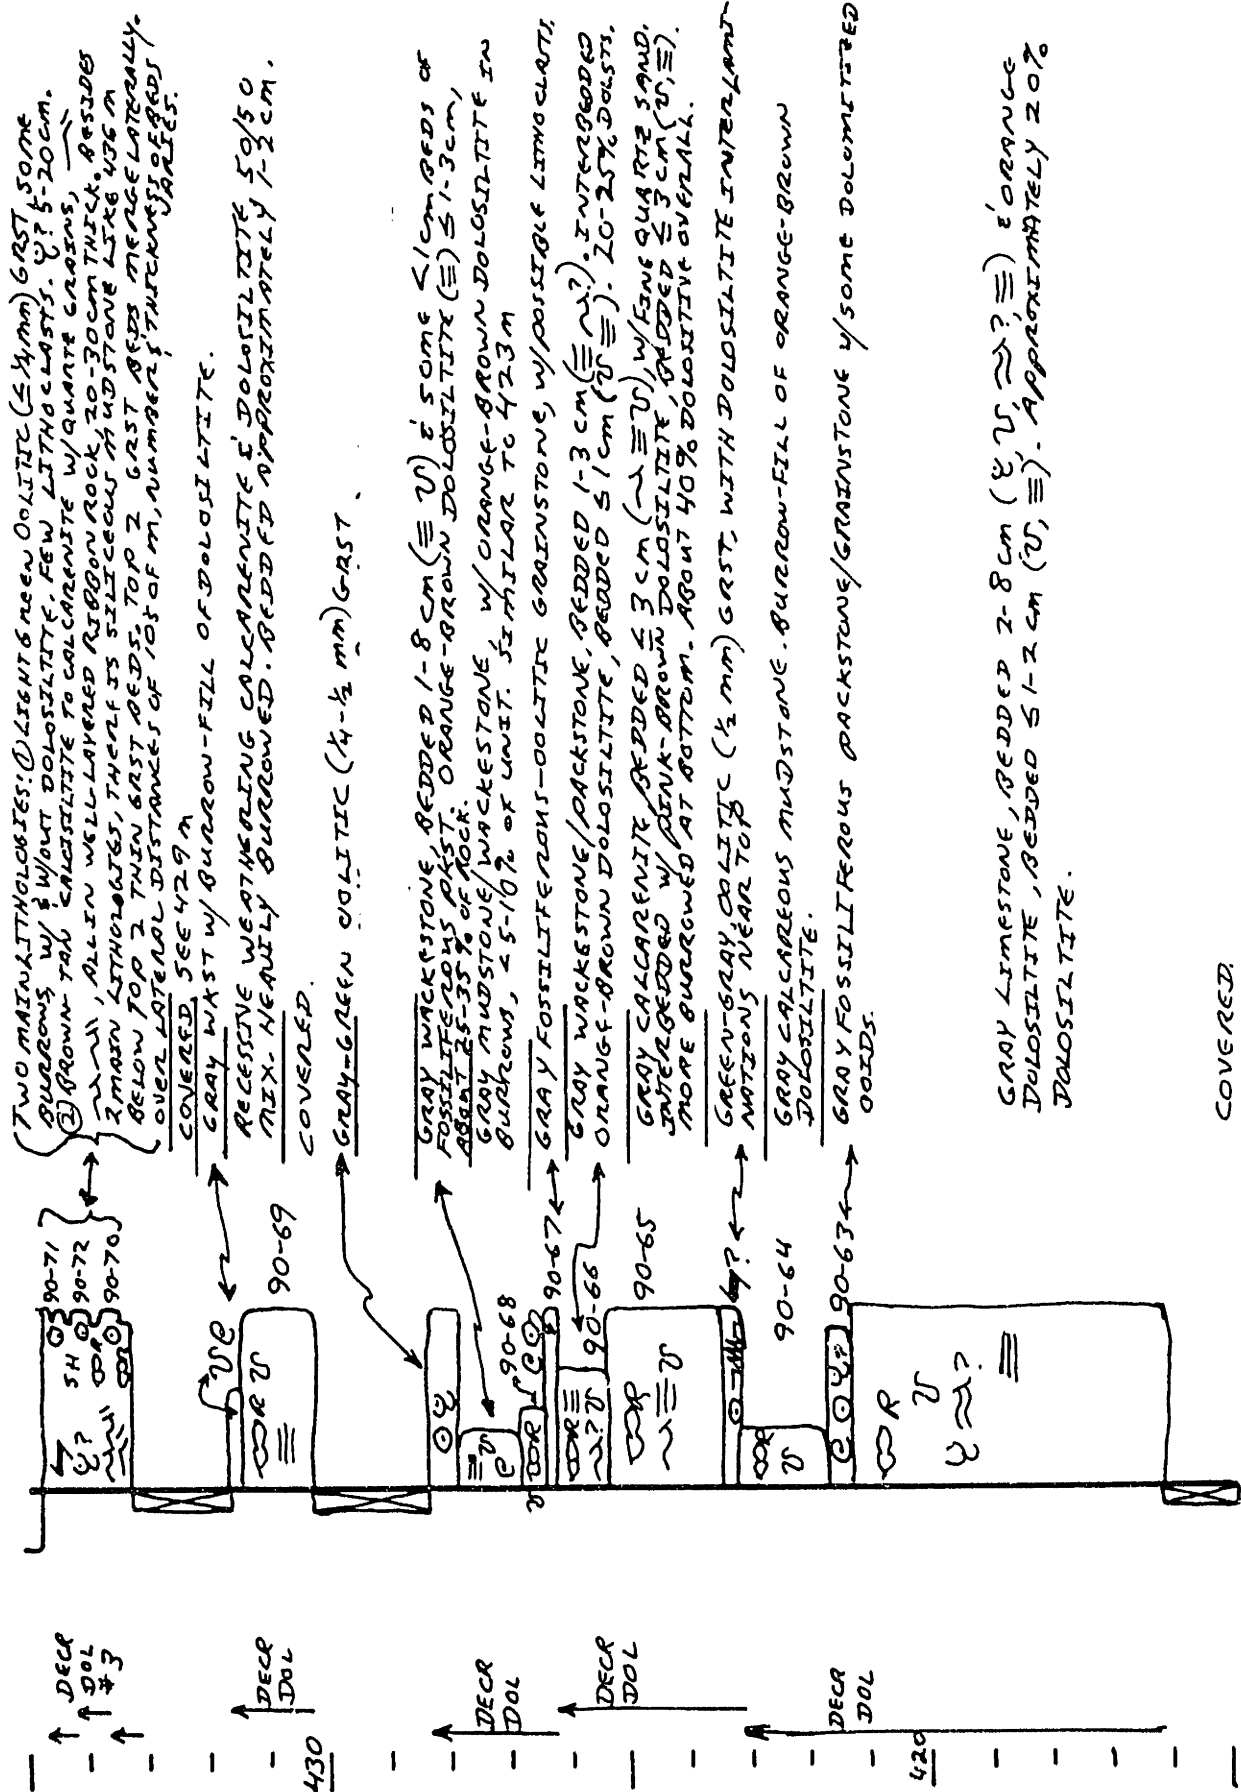 TWO MAIN LITHOLOGIES: ① LIGHT GREEN OOLITIC (≤ ¼ MM) GRST, SOME
BURROWS, W/ & W/OUT DOLOSILTITE, FEW LITHOCLASTS. ? 5-20 CM.
② BROWN-TAN CALCISILTITE TO CALCARENITE W/QUARTZ GRAINS,
, ALL IN WELL-LAYERED RIBBON ROCK, 20-30 CM THICK. BESIDES
2 MAIN LITHOLOGIES, THERE IS SILICEOUS MUDSTONE LIKE 436 M
BELOW TOP 2 THIN GRST BEDS. TOP 2 GRST BEDS MERGE LATERALLY.
OVER LATERAL DISTANCES OF 10S OF M, NUMBER & THICKNESS OF BEDS
VARIES.
COVERED SEE 429 M
GRAY WKST W/ BURROW-FILL OF DOLOSILTITE.
RECESSIVE WEATHERING CALCARENITE & DOLOSILTITE 50/50
MIX. HEAVILY BURROWED. BEDDED APPROXIMATELY 1-2 CM.
COVERED.
GRAY-GREEN OOLITIC (¼-½ MM) GRST.
GRAY WACKESTONE, BEDDED 1-8 CM (≡ ʋ) & SOME <1 CM BEDS OF
FOSSILIFEROUS PKST. ORANGE-BROWN DOLOSILTITE (≡) ≤ 1-3 CM,
ABOUT 25-35% OF ROCK.
GRAY MUDSTONE/WACKESTONE, W/ ORANGE-BROWN DOLOSILTITE IN
BURROWS, <5-10% OF UNIT. SIMILAR TO 423 M
GRAY FOSSILIFEROUS-OOLITIC GRAINSTONE, W/POSSIBLE LITHOCLASTS.
GRAY WACKESTONE/PACKSTONE, BEDDED 1-3 CM (≡ ~?). INTERBEDDED
ORANGE-BROWN DOLOSILTITE, BEDDED ≤ 1 CM (ʋ ≡). 20-25% DOLSTS.
GRAY CALCARENITE, BEDDED ≤ 3 CM (~ ≡ ʋ), W/FINE QUARTZ SAND.
INTERBEDDED W/ PINK-BROWN DOLOSILTITE, BEDDED ≤ 3 CM (ʋ, ≡).
MORE BURROWED AT BOTTOM. ABOUT 40% DOLOSITIVE OVERALL.
GREEN-GRAY, OOLITIC (½ MM) GRST, WITH DOLOSILTITE INTERLAMI-
NATIONS NEAR TOP
GRAY CALCAREOUS MUDSTONE. BURROW-FILL OF ORANGE-BROWN
DOLOSILTITE.
GRAY FOSSILIFEROUS PACKSTONE/GRAINSTONE W/SOME DOLOMITIZED
OOIDS.
GRAY LIMESTONE, BEDDED 2-8 CM (ʋ, ?, ≡) & ORANGE
DOLOSILTITE, BEDDED ≤ 1-2 CM (ʋ, ≡). APPROXIMATELY 20%
DOLOSILTITE.
COVERED.
90-71
90-72
90-70
SH
R
?
90-69
R
90-68
R
90-67
90-66
R
?
90-65
R
?
90-64
R
90-63
?
R
?
DECR
DOL
#3
DECR
DOL
DECR
DOL
DECR
DOL
DECR
DOL
430
420